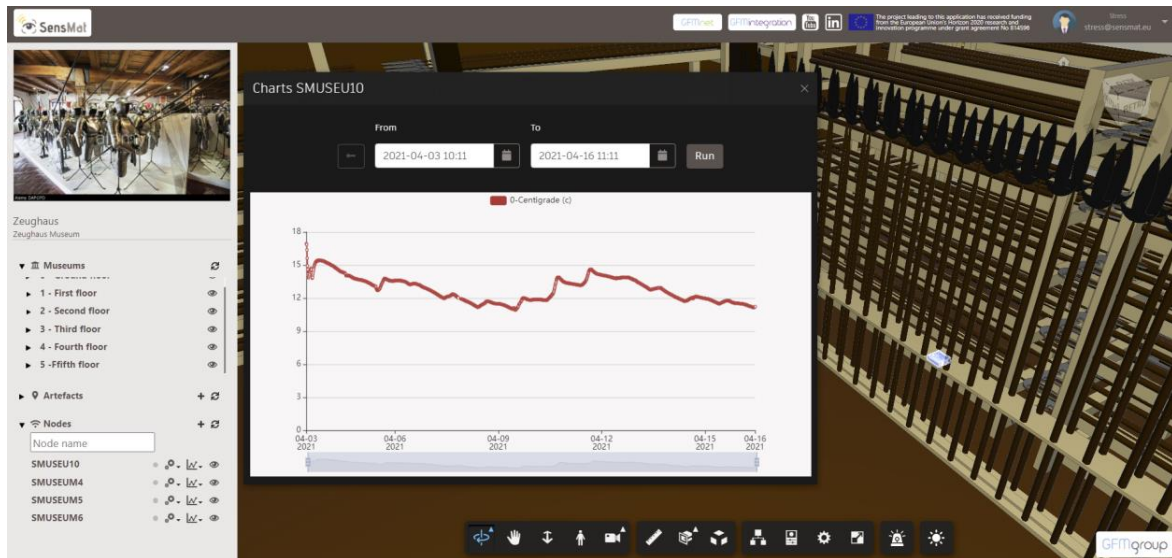 SensMat
GFMnet
GFMintegration
You Tube
in
The project leading to this application has received funding
from the European Union's Horizon 2020 research and
innovation programme under grant agreement No 814596
Stress
stress@sensmat.eu
Zeughaus
Zeughaus Museum
Museums
1 - First floor
2 - Second floor
3 - Third floor
4 - Fourth floor
5 -Ffifth floor
Artefacts
Nodes
Node name
SMUSEU10
SMUSEUM4
SMUSEUM5
SMUSEUM6
Charts SMUSEU10
From
To
2021-04-03 10:11
2021-04-16 11:11
Run
0-Centigrade (c)
18
15
12
9
6
3
0
04-03 04-06 04-09 04-12 04-15 04-16
2021 2021 2021 2021 2021 2021
GFMgroup